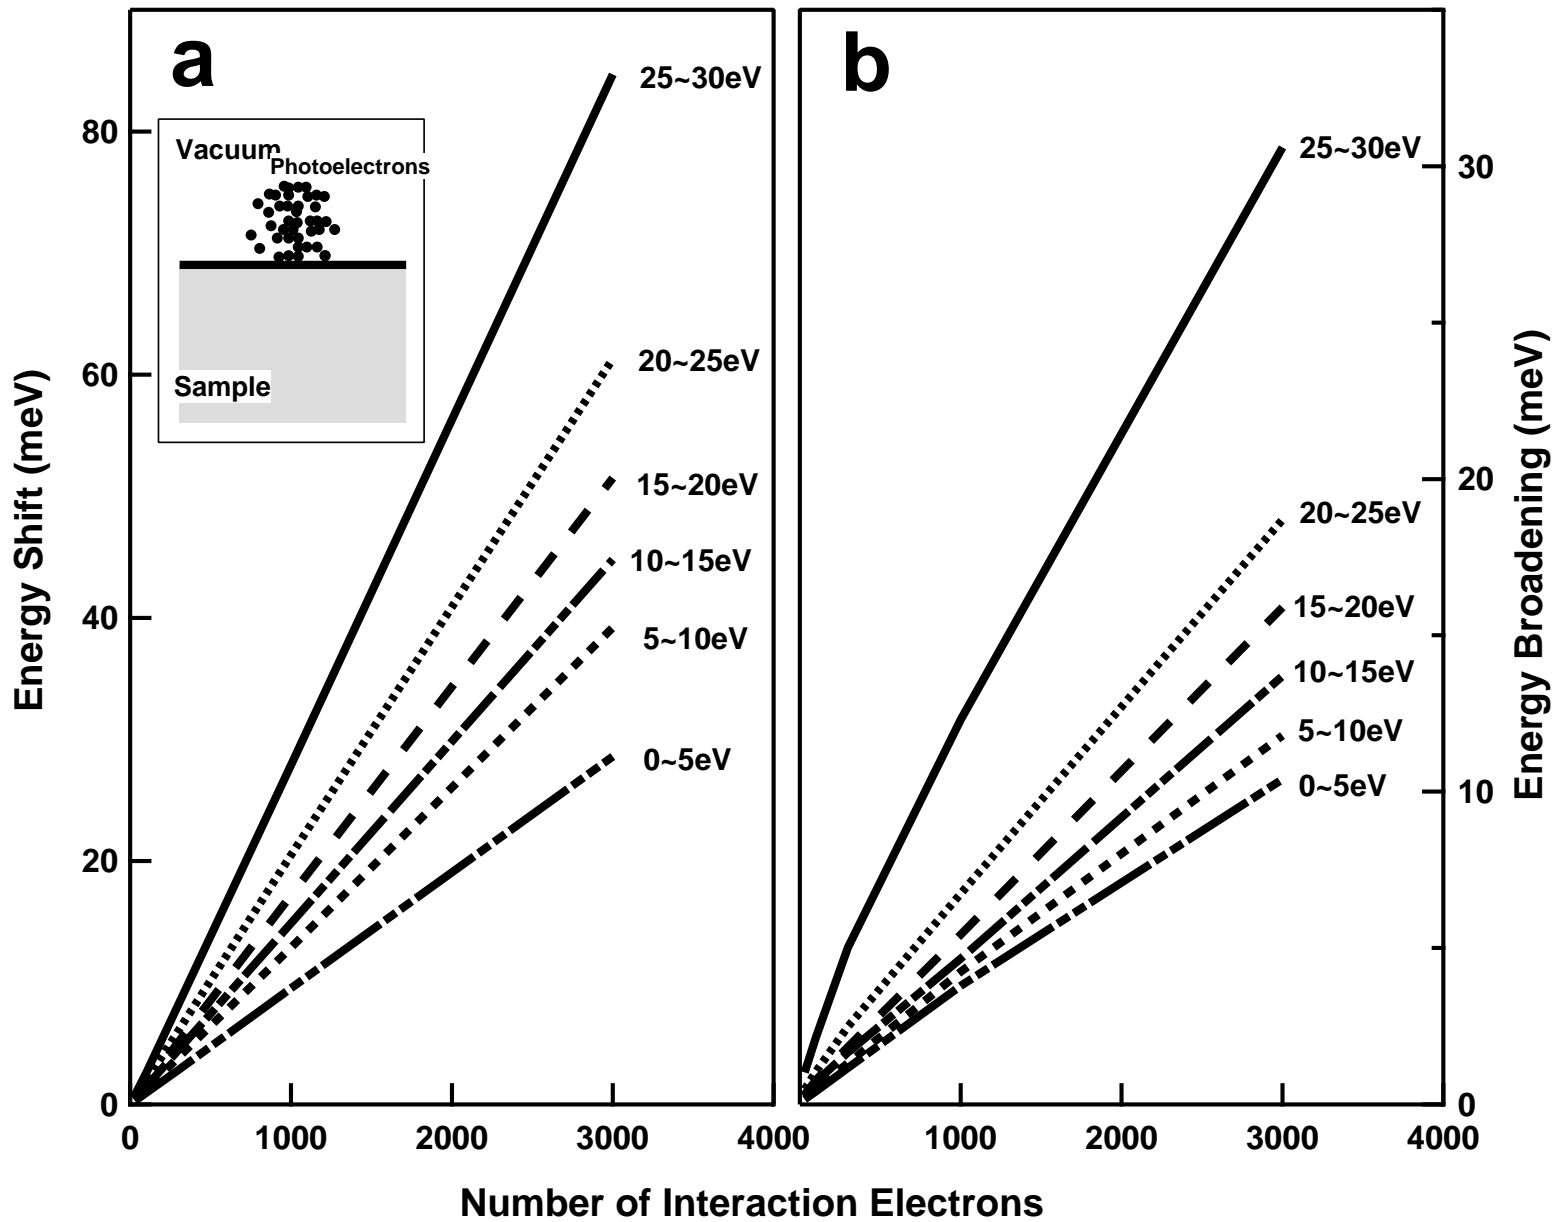 a
b
25~30eV
80
Vacuum
Photoelectrons
25~30eV
30
20~25eV
60
Sample
15~20eV
20
20~25eV
10~15eV
15~20eV
40
5~10eV
10~15eV
5~10eV
0~5eV
0~5eV
10
20
0
0
0
1000
2000
3000
4000
1000
2000
3000
4000
Energy Shift (meV)
Energy Broadening (meV)
Number of Interaction Electrons